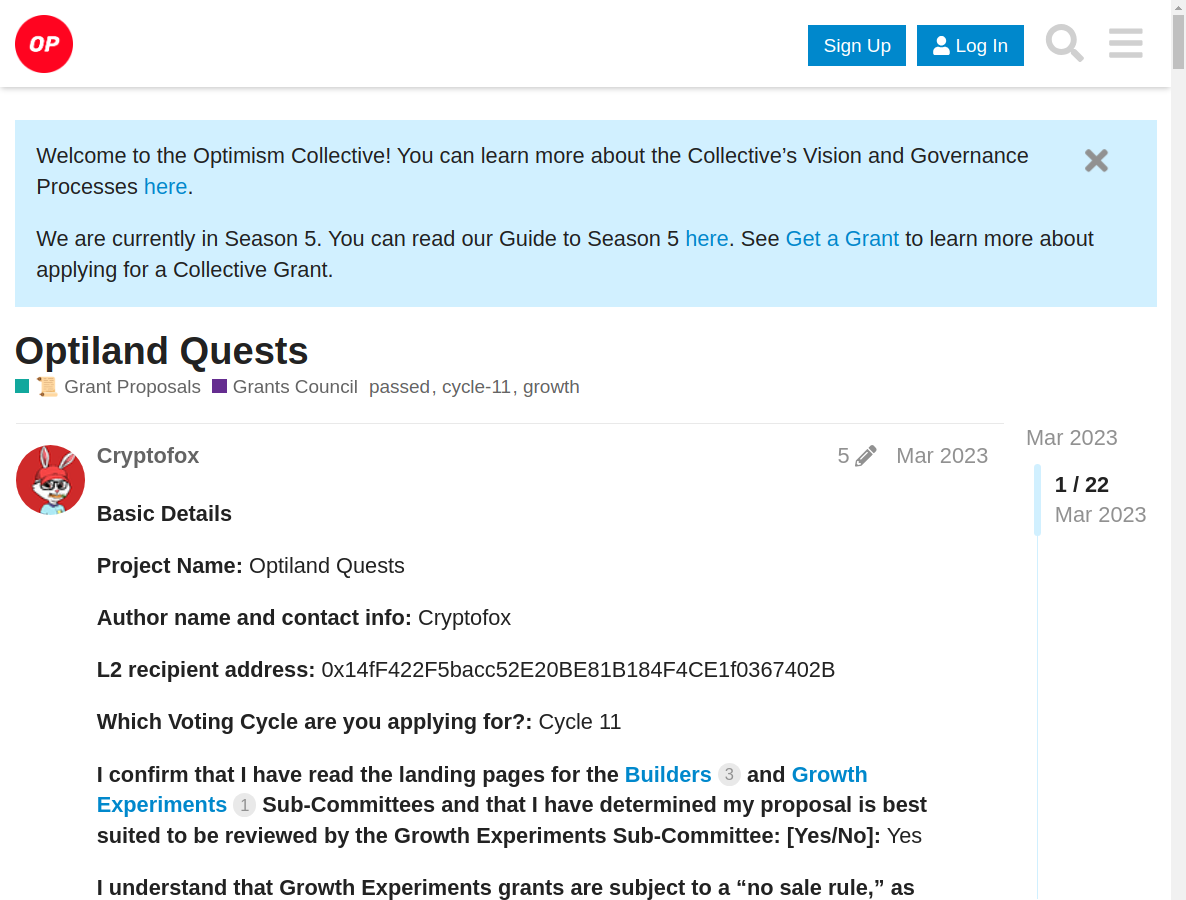 OP
Sign Up
Log In
Welcome to the Optimism Collective! You can learn more about the Collective’s Vision and Governance
Processes here.
We are currently in Season 5. You can read our Guide to Season 5 here. See Get a Grant to learn more about
applying for a Collective Grant.
Optiland Quests
Grant Proposals Grants Council passed, cycle-11, growth
Cryptofox 5 Mar 2023
Mar 2023
1 / 22
Mar 2023
Basic Details
Project Name: Optiland Quests
Author name and contact info: Cryptofox
L2 recipient address: 0x14fF422F5bacc52E20BE81B184F4CE1f0367402B
Which Voting Cycle are you applying for?: Cycle 11
I confirm that I have read the landing pages for the Builders 3 and Growth
Experiments 1 Sub-Committees and that I have determined my proposal is best
suited to be reviewed by the Growth Experiments Sub-Committee: [Yes/No]: Yes
I understand that Growth Experiments grants are subject to a “no sale rule,” as